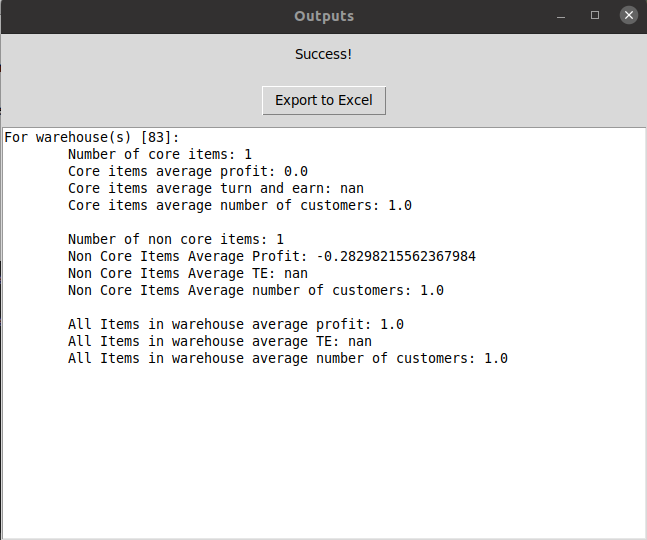 Outputs
Success!
Export to Excel
For warehouse(s) [83]:
Number of core items: 1
Core items average profit: 0.0
Core items average turn and earn: nan
Core items average number of customers: 1.0
Number of non core items: 1
Non Core Items Average Profit: -0.28298215562367984
Non Core Items Average TE: nan
Non Core Items Average number of customers: 1.0
All Items in warehouse average profit: 1.0
All Items in warehouse average TE: nan
All Items in warehouse average number of customers: 1.0